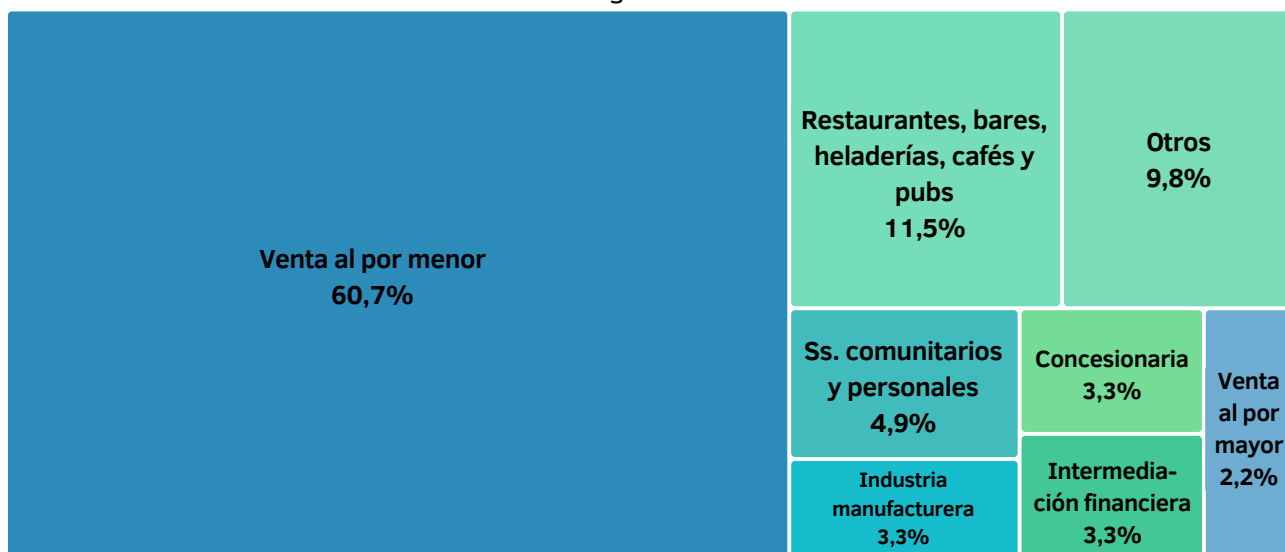 Venta al por menor
60,7%
Restaurantes, bares,
heladerías, cafés y
pubs
11,5%
Otros
9,8%
Ss. comunitarios
y personales
4,9%
Industria
manufacturera
3,3%
Concesionaria
3,3%
Intermedia-
ción financiera
3,3%
Venta
al por
mayor
2,2%